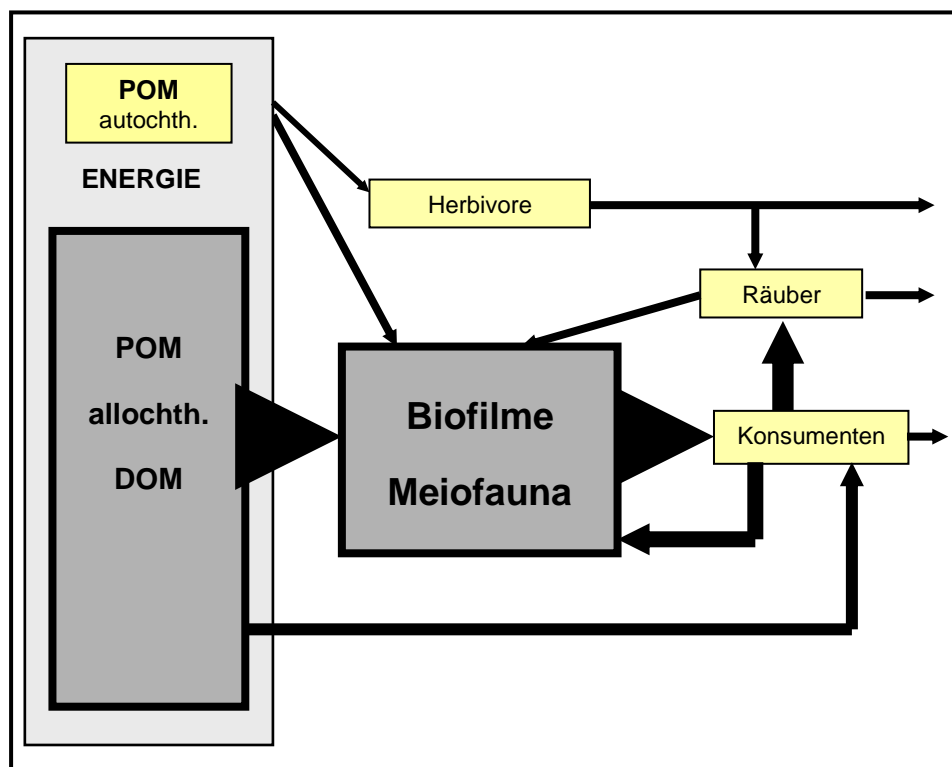 POM
autochth.
ENERGIE
POM
allochth.
DOM
Herbivore
Räuber
Biofilme
Meiofauna
Konsumenten